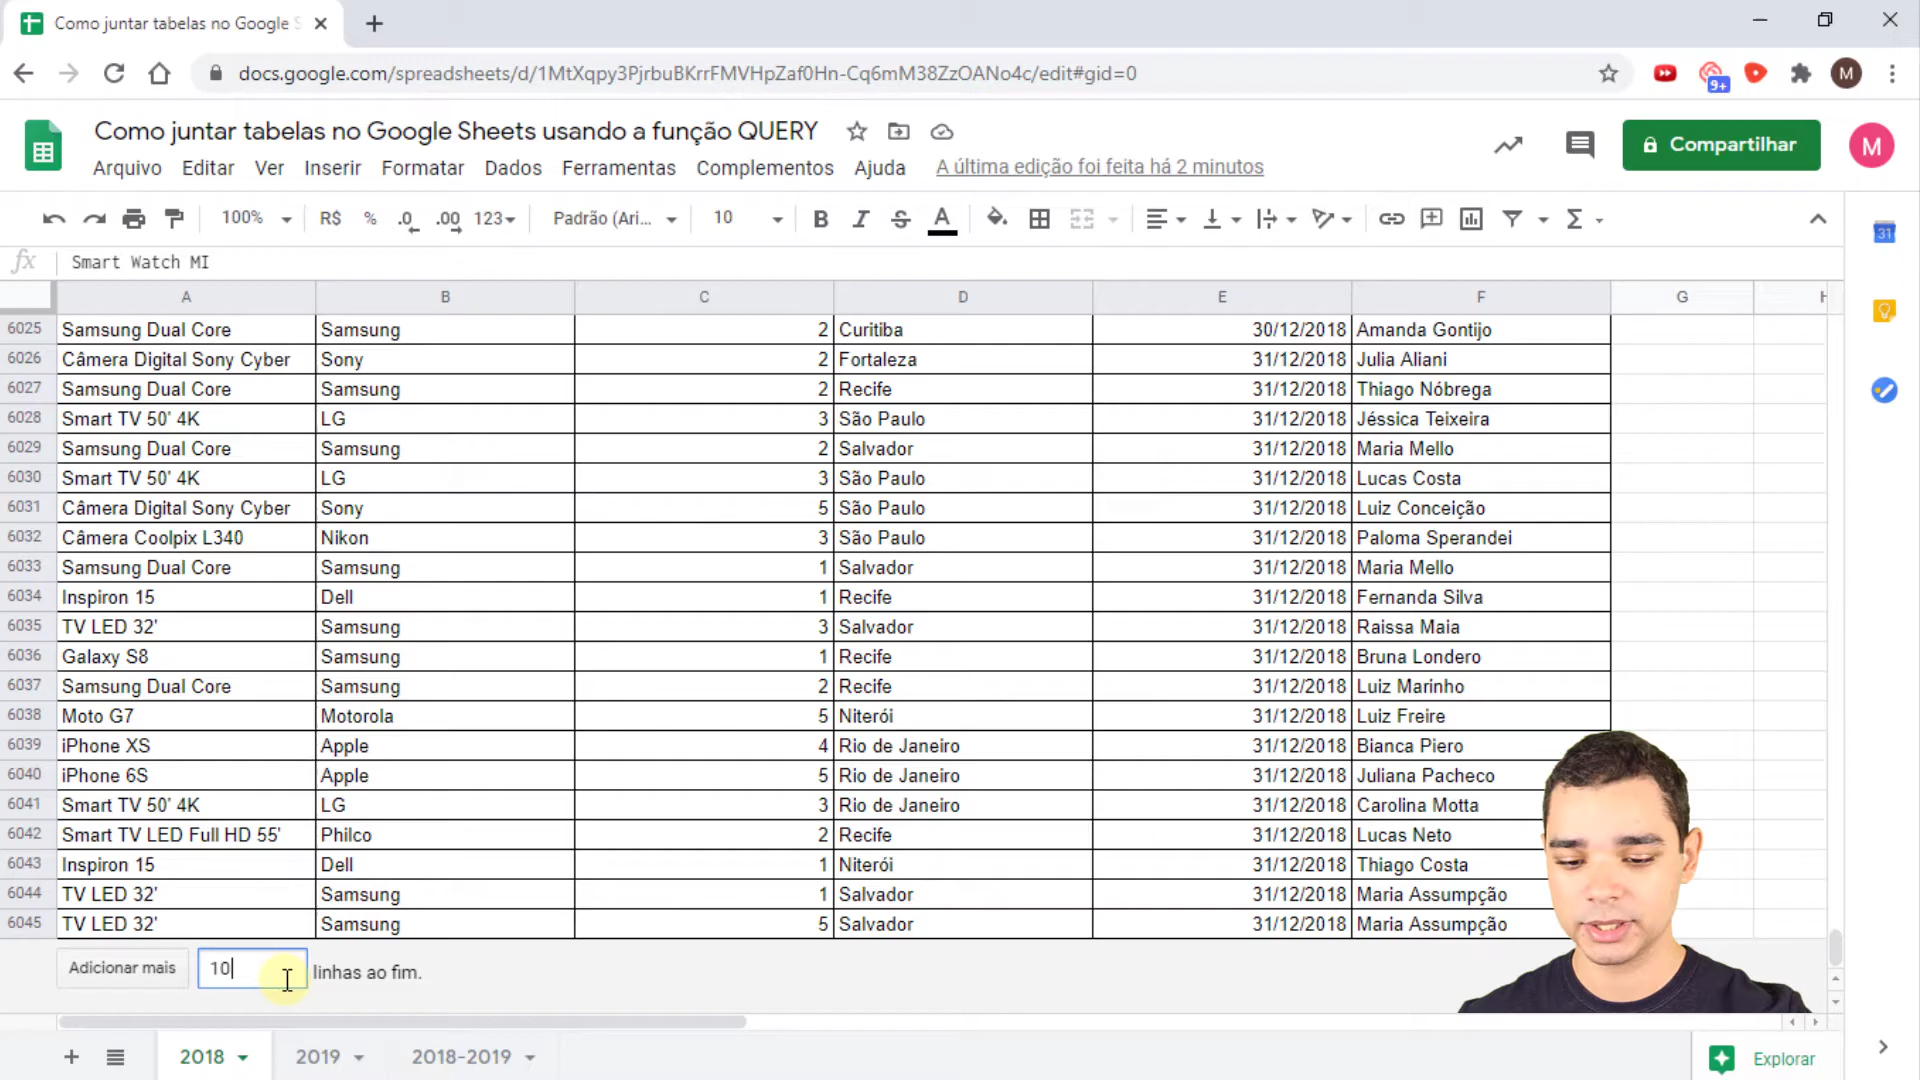 Como juntar tabelas no Google S
docs.google.com/spreadsheets/d/1MtXqpy3PjrbuBKrrFMVHpZaf0Hn-Cq6mM38ZzOANo4c/edit#gid=0
9+
M
Como juntar tabelas no Google Sheets usando a função QUERY
Compartilhar
M
Arquivo Editar Ver Inserir Formatar Dados Ferramentas Complementos Ajuda A última edição foi feita há 2 minutos
100% R$ % .0 .00 123 Padrão (Ari... 10 B I S A Σ
31
fx Smart Watch MI
A B C D E F G H
6025 Samsung Dual Core Samsung 2 Curitiba 30/12/2018 Amanda Gontijo
6026 Câmera Digital Sony Cyber Sony 2 Fortaleza 31/12/2018 Julia Aliani
6027 Samsung Dual Core Samsung 2 Recife 31/12/2018 Thiago Nóbrega
6028 Smart TV 50' 4K LG 3 São Paulo 31/12/2018 Jéssica Teixeira
6029 Samsung Dual Core Samsung 2 Salvador 31/12/2018 Maria Mello
6030 Smart TV 50' 4K LG 3 São Paulo 31/12/2018 Lucas Costa
6031 Câmera Digital Sony Cyber Sony 5 São Paulo 31/12/2018 Luiz Conceição
6032 Câmera Coolpix L340 Nikon 3 São Paulo 31/12/2018 Paloma Sperandei
6033 Samsung Dual Core Samsung 1 Salvador 31/12/2018 Maria Mello
6034 Inspiron 15 Dell 1 Recife 31/12/2018 Fernanda Silva
6035 TV LED 32' Samsung 3 Salvador 31/12/2018 Raissa Maia
6036 Galaxy S8 Samsung 1 Recife 31/12/2018 Bruna Londero
6037 Samsung Dual Core Samsung 2 Recife 31/12/2018 Luiz Marinho
6038 Moto G7 Motorola 5 Niterói 31/12/2018 Luiz Freire
6039 iPhone XS Apple 4 Rio de Janeiro 31/12/2018 Bianca Piero
6040 iPhone 6S Apple 5 Rio de Janeiro 31/12/2018 Juliana Pacheco
6041 Smart TV 50' 4K LG 3 Rio de Janeiro 31/12/2018 Carolina Motta
6042 Smart TV LED Full HD 55' Philco 2 Recife 31/12/2018 Lucas Neto
6043 Inspiron 15 Dell 1 Niterói 31/12/2018 Thiago Costa
6044 TV LED 32' Samsung 1 Salvador 31/12/2018 Maria Assumpção
6045 TV LED 32' Samsung 5 Salvador 31/12/2018 Maria Assumpção
Adicionar mais 10 linhas ao fim.
2018 2019 2018-2019 Explorar